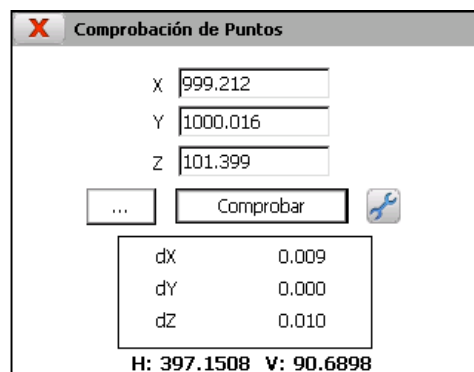 X Comprobación de Puntos
X 999.212
Y 1000.016
Z 101.399
... Comprobar
dX 0.009
dY 0.000
dZ 0.010
H: 397.1508 V: 90.6898